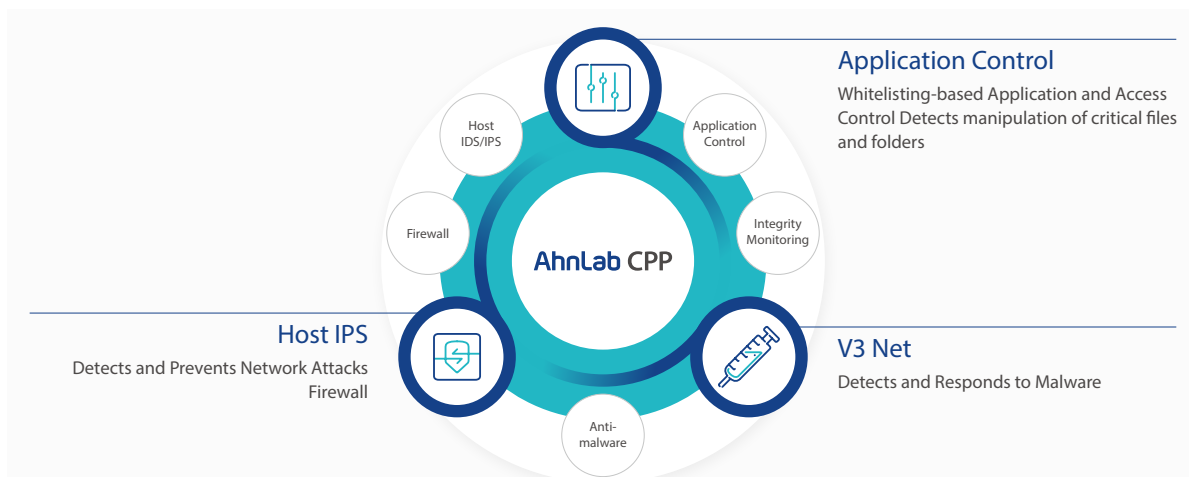 Application Control
Whitelisting-based Application and Access
Control Detects manipulation of critical files
and folders
Host
IDS/IPS
Application
Control
Firewall
Integrity
Monitoring
AhnLab CPP
Host IPS
Detects and Prevents Network Attacks
Firewall
V3 Net
Detects and Responds to Malware
Anti-
malware